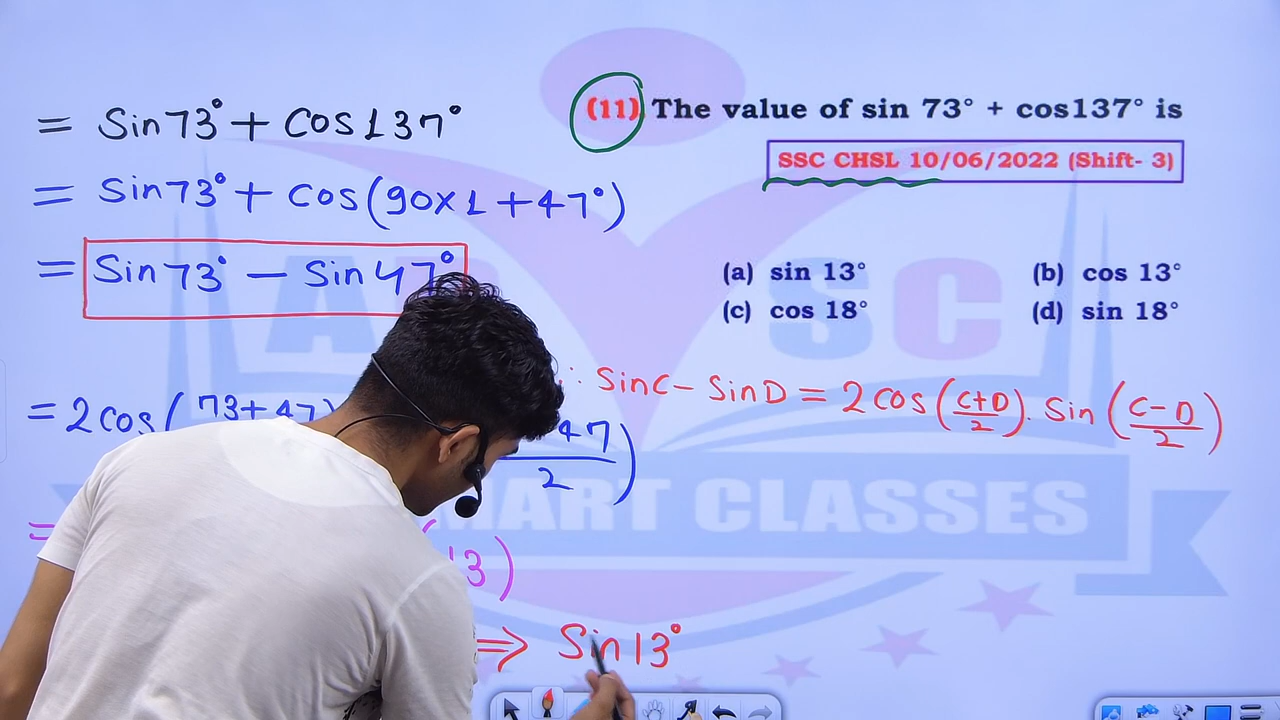 = Sin73° + Cos137°
= Sin73° + Cos(90×1+47°)
= Sin73° − Sin47°
= 2cos(73+47)
47
2
=
13)
⇒ Sin13°
(11) The value of sin 73° + cos137° is
SSC CHSL 10/06/2022 (Shift- 3)
(a) sin 13° (b) cos 13°
(c) cos 18° (d) sin 18°
∴ SinC − SinD = 2cos(C+D/2). Sin(C−D/2)
SC
MART CLASSES